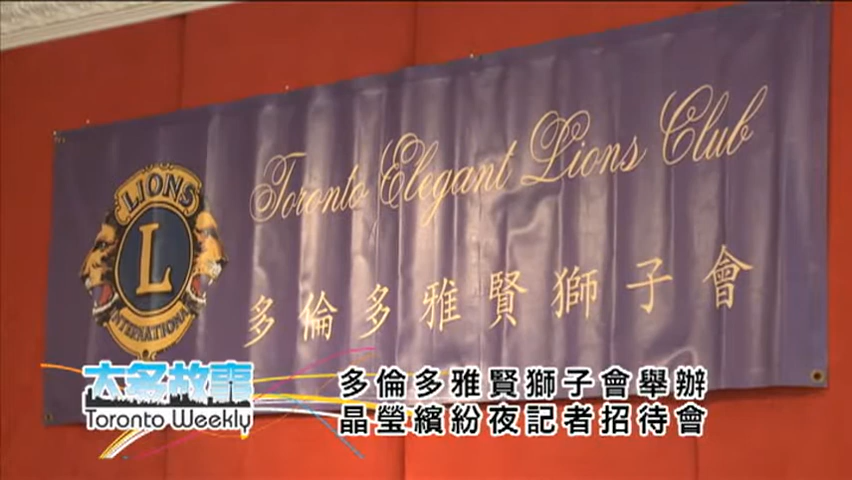 Toronto Elegant Lions Club
LIONS
L
INTERNATIONAL
多倫多雅賢獅子會
大多故事
Toronto Weekly
多倫多雅賢獅子會舉辦
晶瑩繽紛夜記者招待會